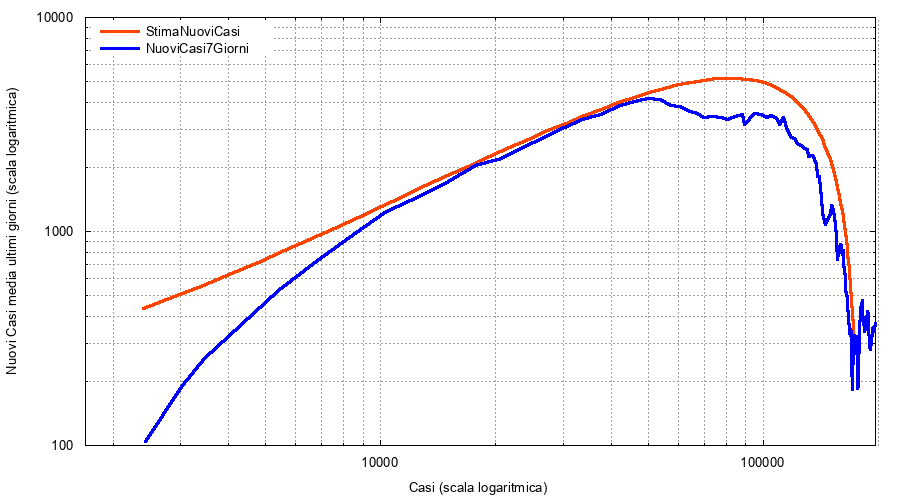 10000
StimaNuoviCasi
NuoviCasi7Giorni
Nuovi Casi media ultimi giorni (scala logaritmica)
1000
100
10000
100000
Casi (scala logaritmica)